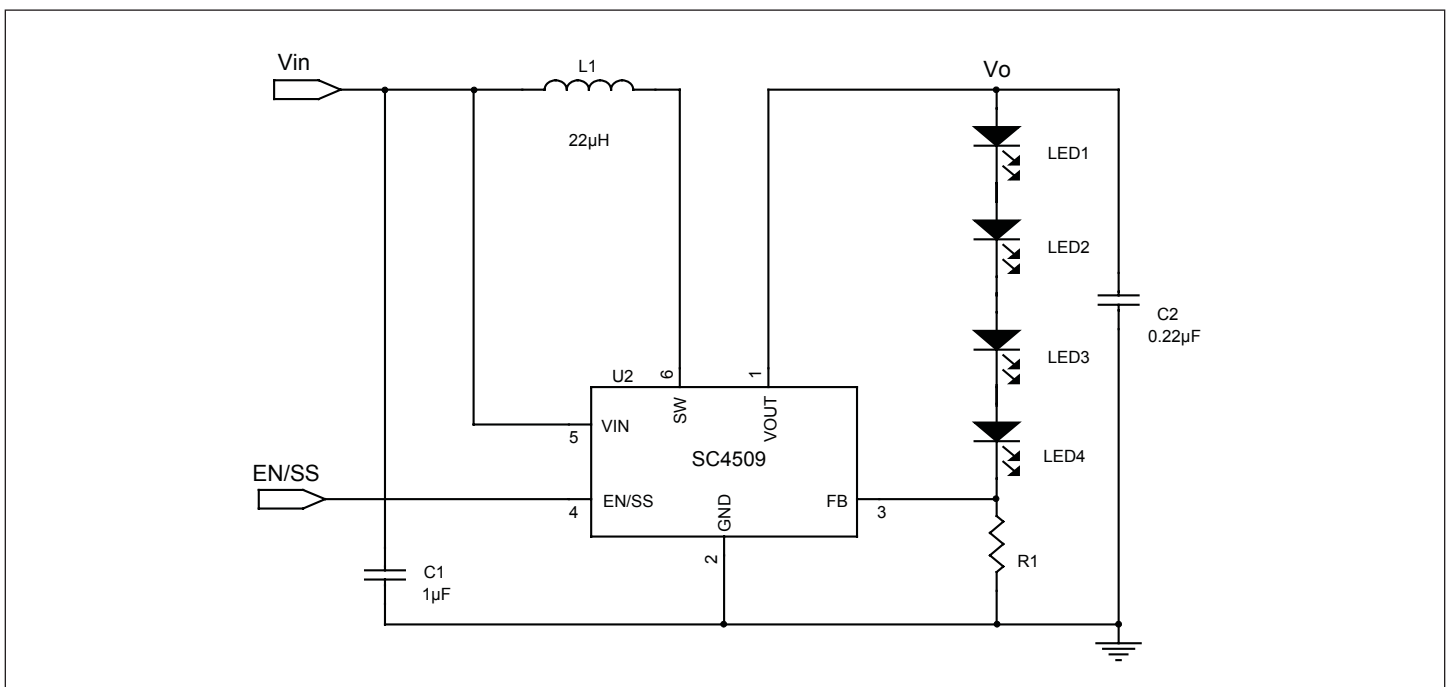 Vin
L1
22µH
Vo
LED1
LED2
LED3
LED4
C2
0.22µF
U2
6
1
SW
VOUT
VIN
5
SC4509
EN/SS
EN/SS
4
GND
FB
3
2
R1
C1
1µF